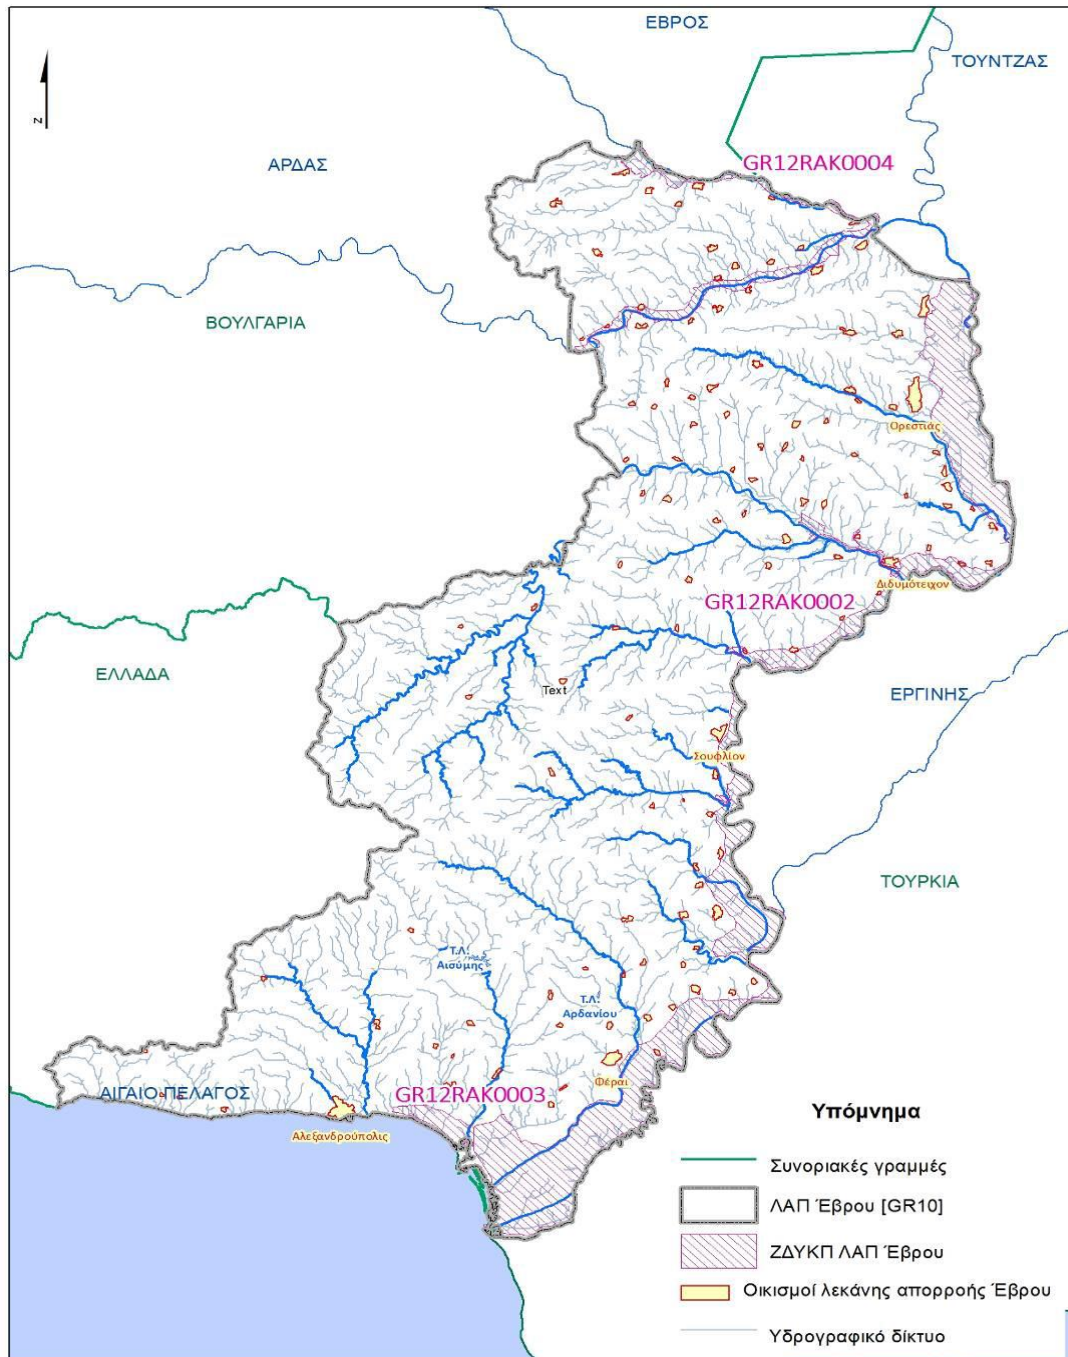 ΕΒΡΟΣ
ΤΟΥΝΤΖΑΣ
N
ΑΡΔΑΣ
GR12RAK0004
ΒΟΥΛΓΑΡΙΑ
Ορεστιάς
Διδυμότειχον
GR12RAK0002
ΕΛΛΑΔΑ
Text
ΕΡΓΙΝΗΣ
Σουφλίον
ΤΟΥΡΚΙΑ
Τ.Λ.
Αισύμης
Τ.Λ.
Αρδανίου
Φέραι
ΑΙΓΑΙΟ ΠΕΛΑΓΟΣ
GR12RAK0003
Αλεξανδρούπολις
Υπόμνημα
Συνοριακές γραμμές
ΛΑΠ Έβρου [GR10]
ΖΔΥΚΠ ΛΑΠ Έβρου
Οικισμοί λεκάνης απορροής Έβρου
Υδρογραφικό δίκτυο